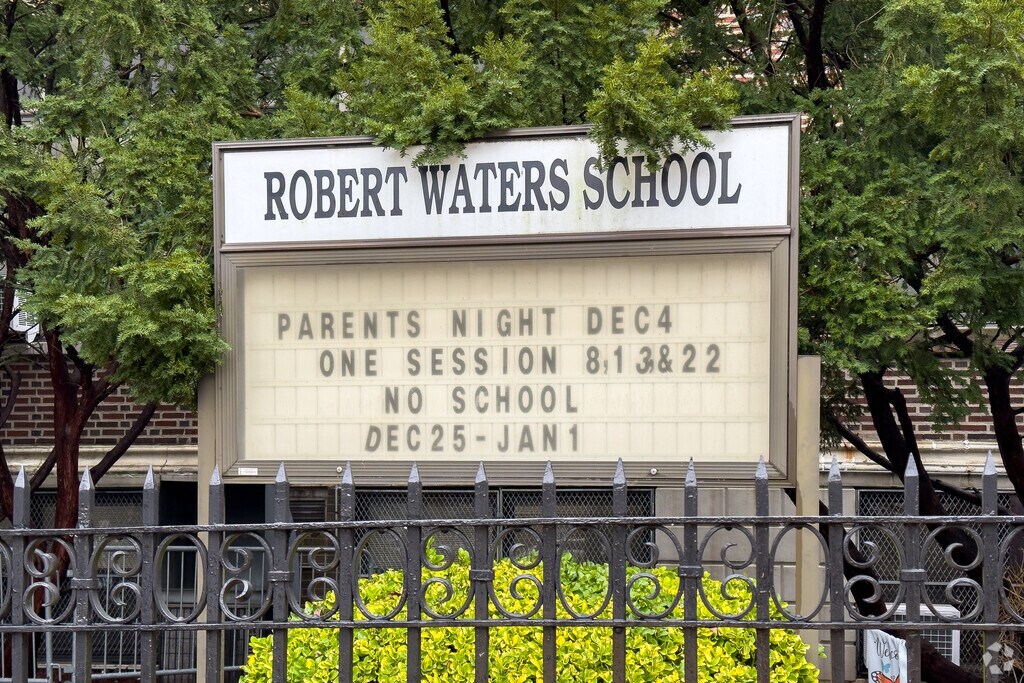 ROBERT WATERS SCHOOL
PARENTS NIGHT DEC4
ONE SESSION 8,13,&22
NO SCHOOL
DEC25-JAN1